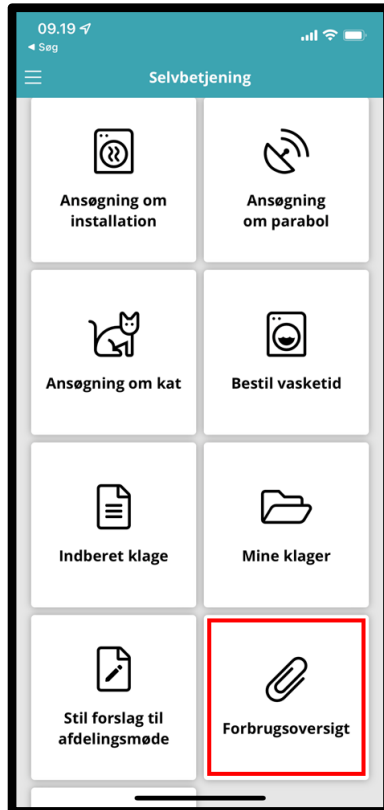 09.19
◀ Søg
Selvbetjening
Ansøgning om
installation
Ansøgning
om parabol
Ansøgning om kat
Bestil vasketid
Indberet klage
Mine klager
Stil forslag til
afdelingsmøde
Forbrugsoversigt